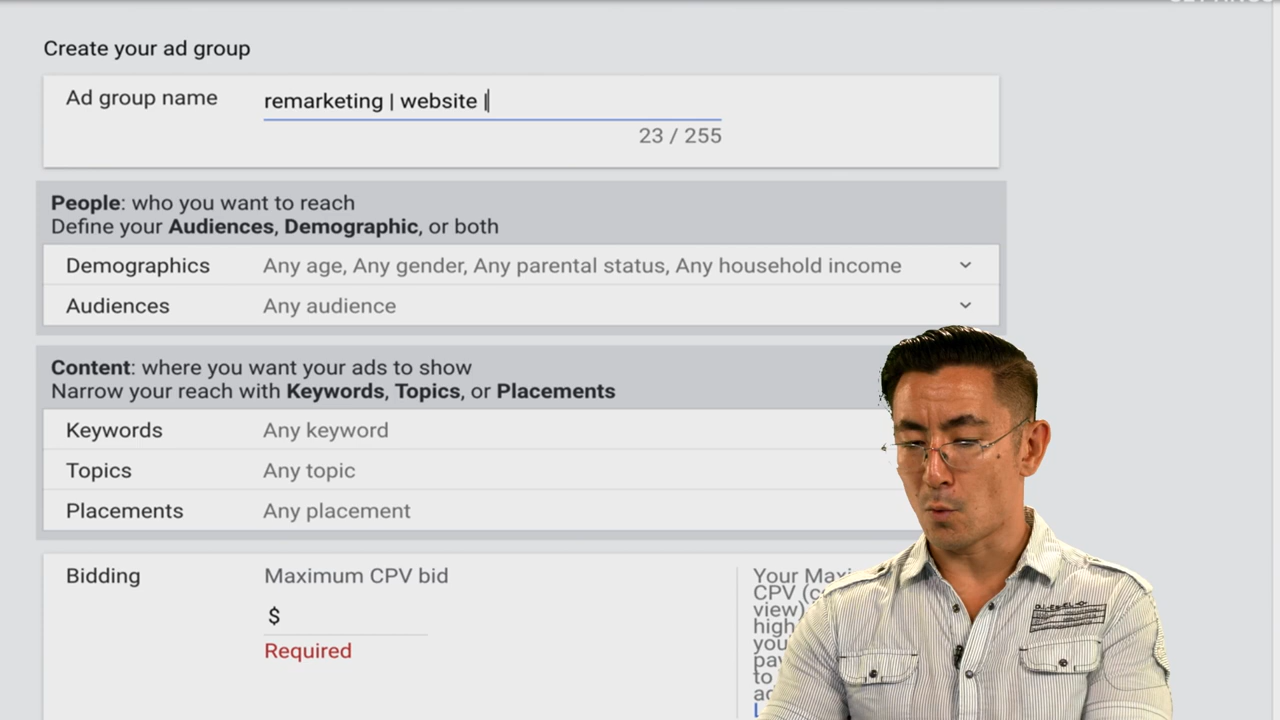 Create your ad group
Ad group name
remarketing | website |
23 / 255
People: who you want to reach
Define your Audiences, Demographic, or both
Demographics Any age, Any gender, Any parental status, Any household income
Audiences Any audience
Content: where you want your ads to show
Narrow your reach with Keywords, Topics, or Placements
Keywords Any keyword
Topics Any topic
Placements Any placement
Bidding Maximum CPV bid
$
Required
Your
CPV
view)